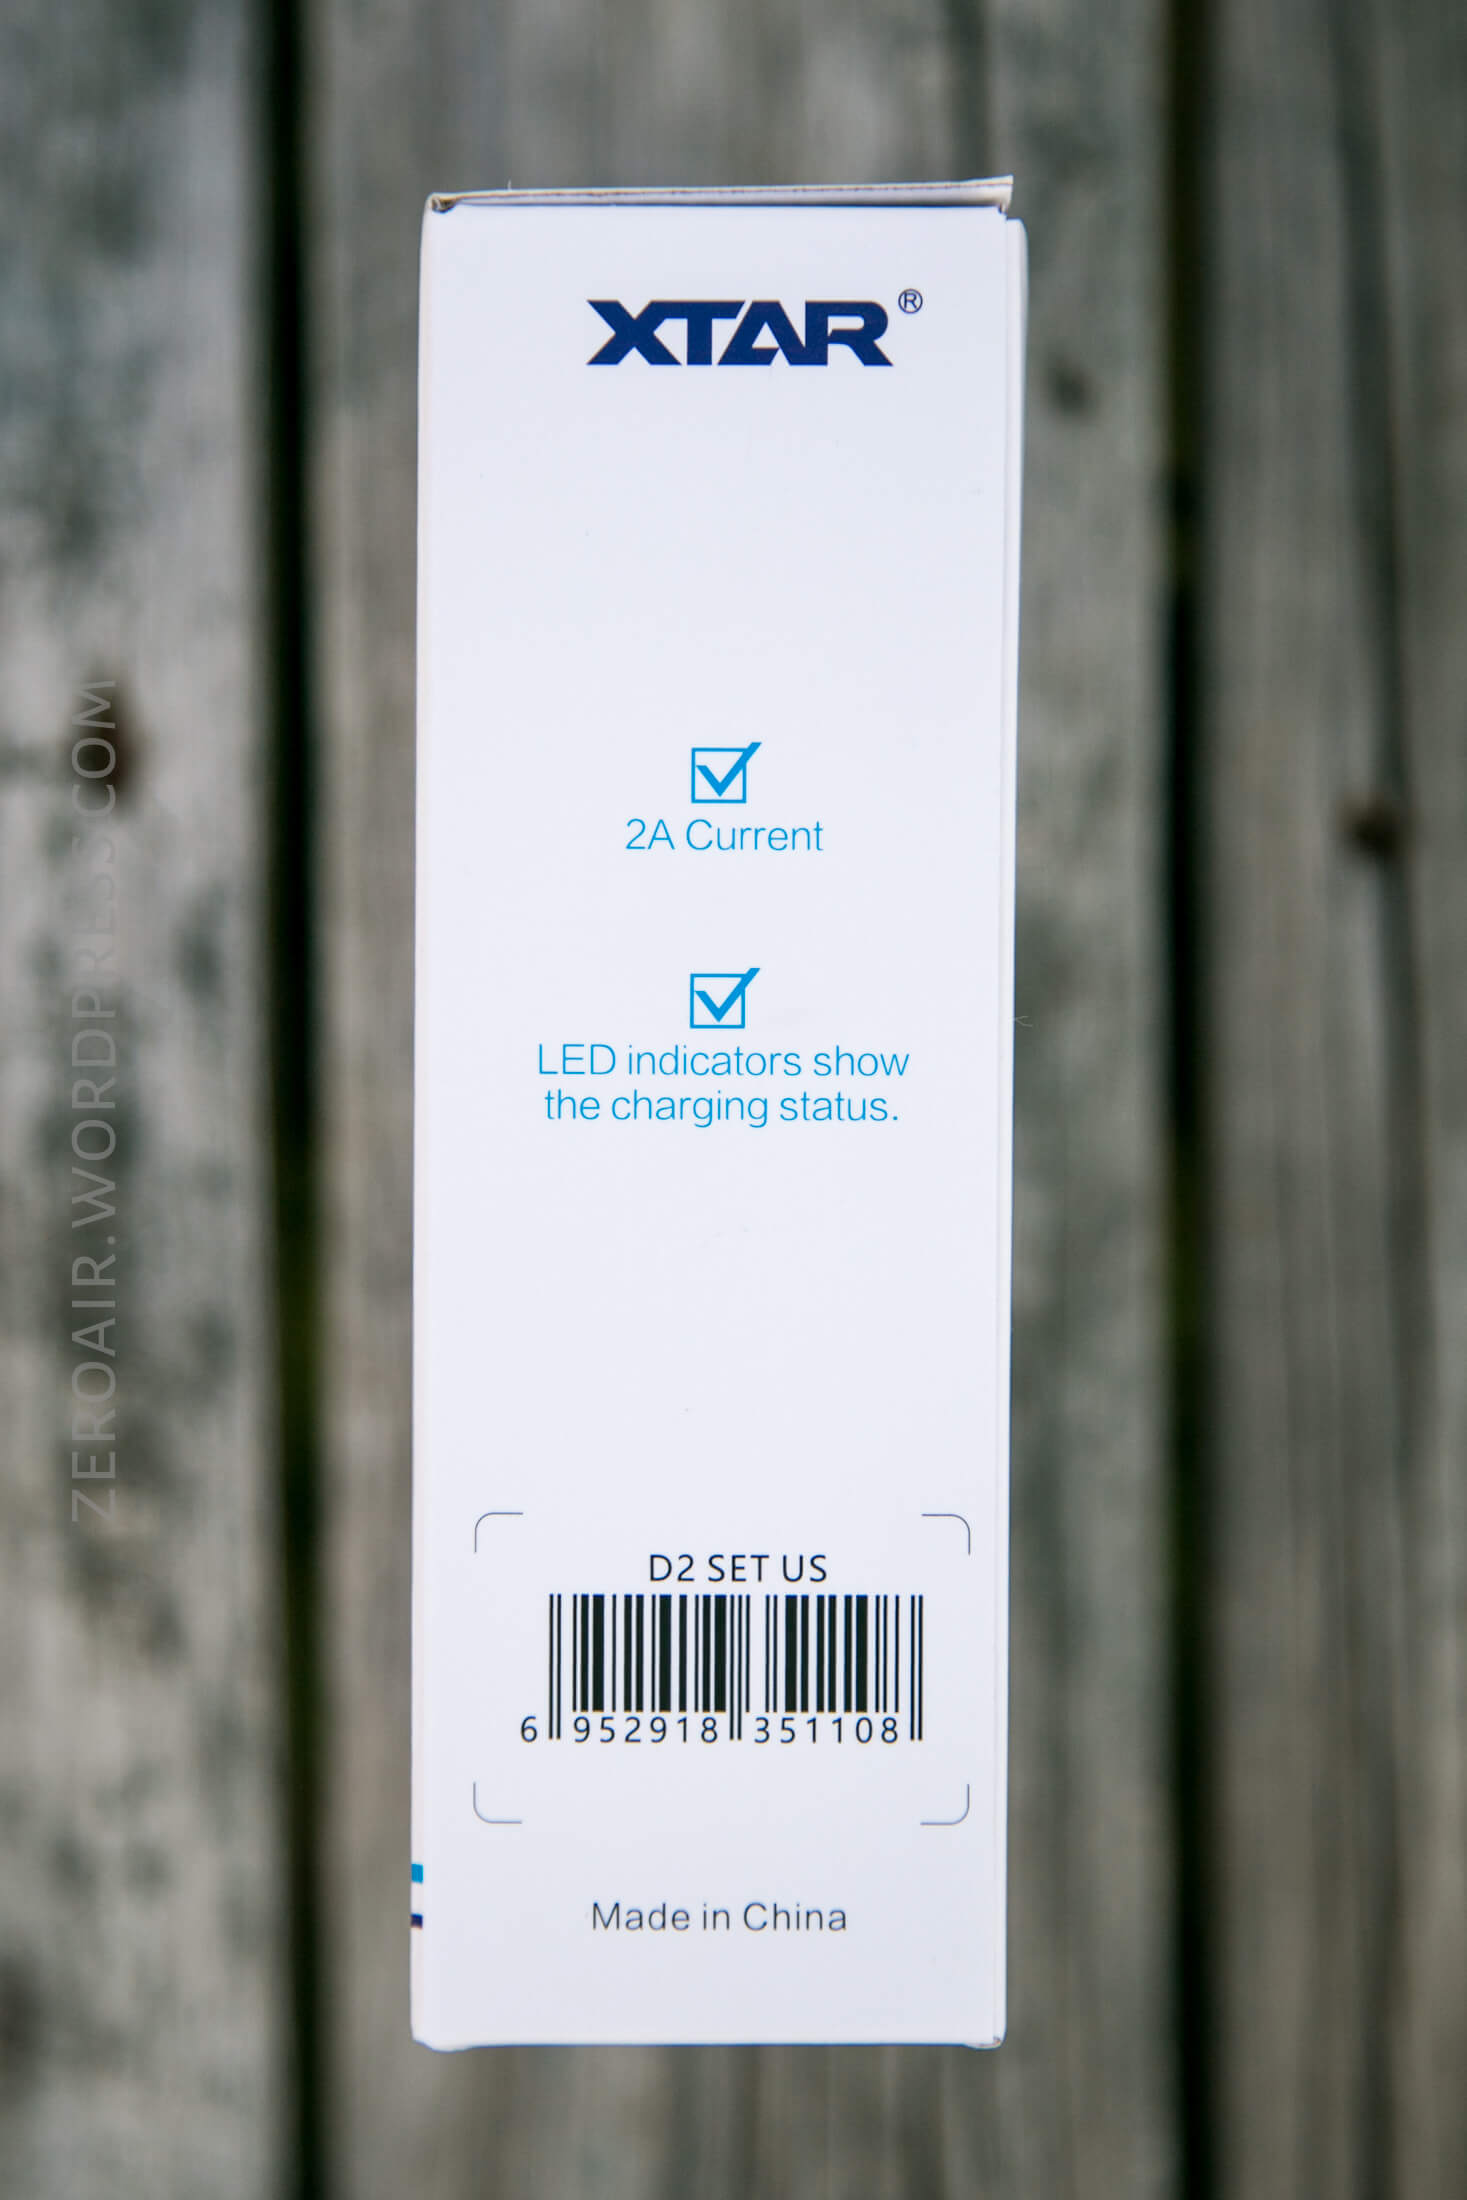 XTAR®
2A Current
LED indicators show
the charging status.
D2 SET US
6 952918 351108
Made in China
ZEROAIR.WORDPRESS.COM